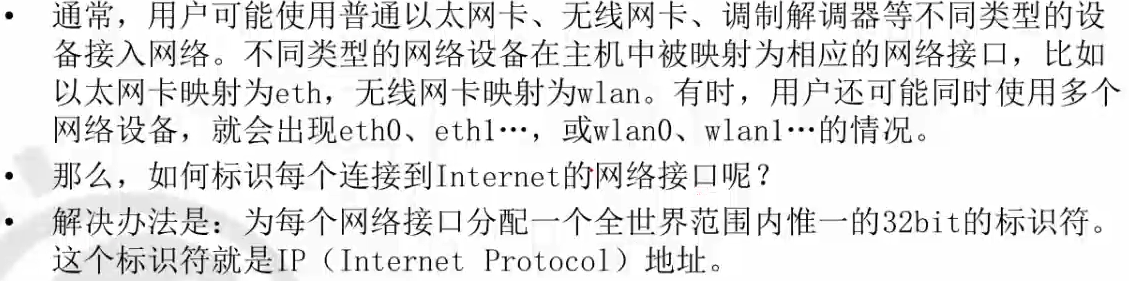 • 通常，用户可能使用普通以太网卡、无线网卡、调制解调器等不同类型的设
备接入网络。不同类型的网络设备在主机中被映射为相应的网络接口，比如
以太网卡映射为eth，无线网卡映射为wlan。有时，用户还可能同时使用多个
网络设备，就会出现eth0、eth1…，或wlan0、wlan1…的情况。
• 那么，如何标识每个连接到Internet的网络接口呢？
• 解决办法是：为每个网络接口分配一个全世界范围内惟一的32bit的标识符。
这个标识符就是IP（Internet Protocol）地址。